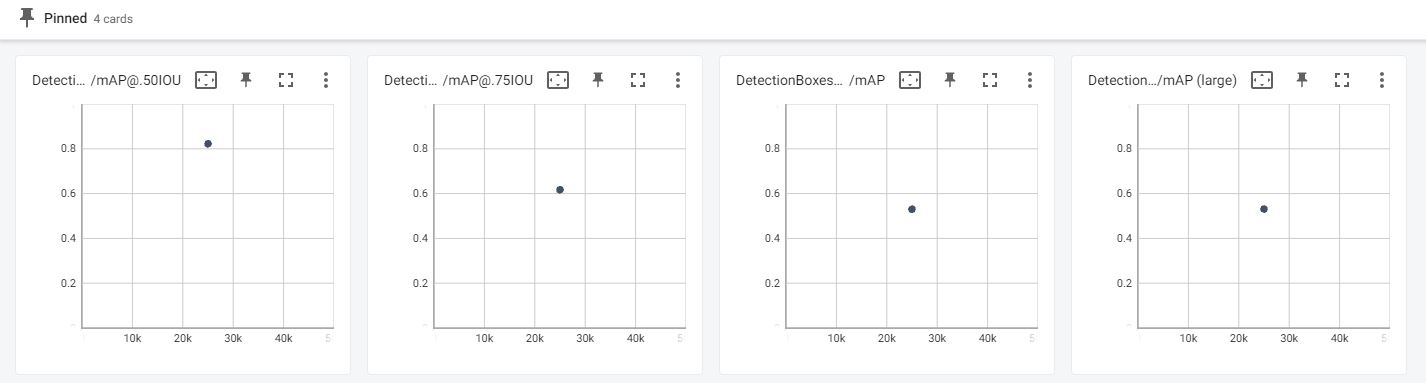 Pinned 4 cards
Detecti... /mAP@.50IOU
0.8
0.6
0.4
0.2
10k 20k 30k 40k 5
Detecti... /mAP@.75IOU
0.8
0.6
0.4
0.2
10k 20k 30k 40k 5
DetectionBoxes... /mAP
0.8
0.6
0.4
0.2
10k 20k 30k 40k 5
Detection.../mAP (large)
0.8
0.6
0.4
0.2
10k 20k 30k 40k 5